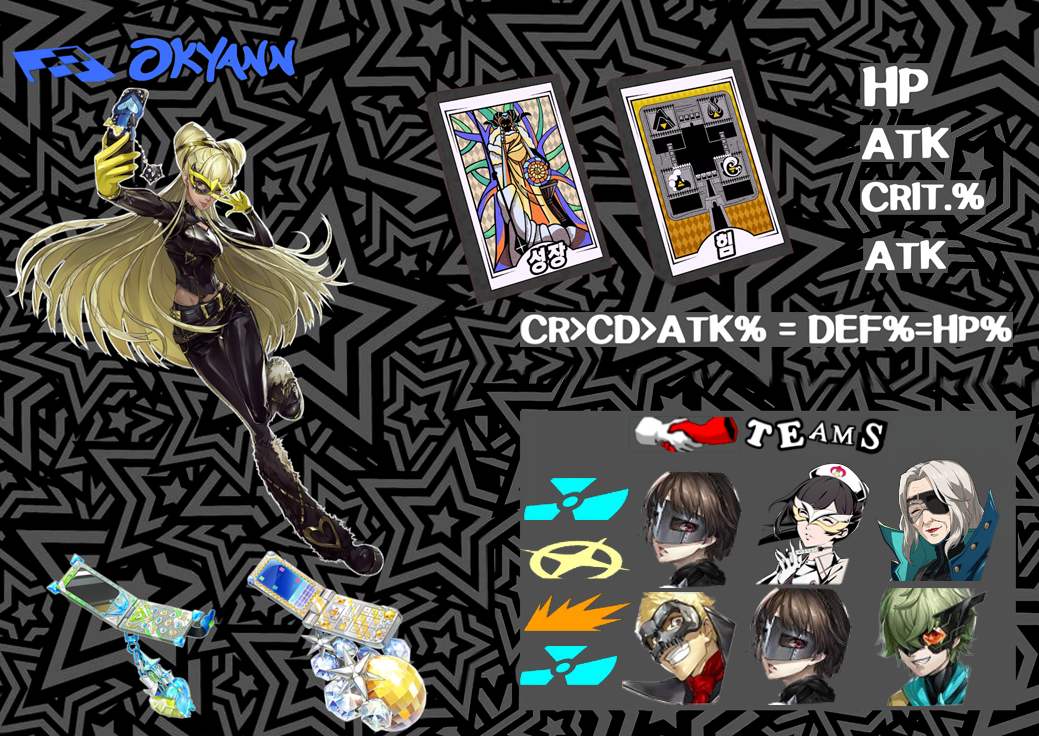 OKYANN
성장
힘
HP
ATK
CRIT.%
ATK
CR>CD>ATK% = DEF%=HP%
TEAMS